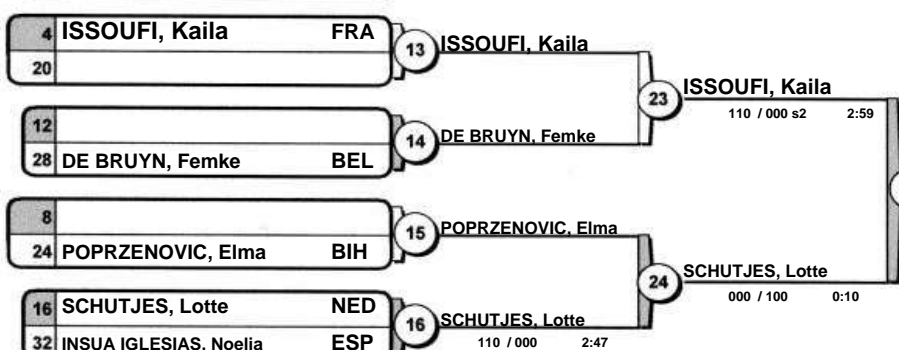 4 ISSOUFI, Kaila FRA
20
13 ISSOUFI, Kaila
12
28 DE BRUYN, Femke BEL
14 DE BRUYN, Femke
23 ISSOUFI, Kaila
110 / 000 s2 2:59
8
24 POPRZENOVIC, Elma BIH
15 POPRZENOVIC, Elma
16 SCHUTJES, Lotte NED
32 INSUA IGLESIAS, Noelia ESP
16 SCHUTJES, Lotte
110 / 000 2:47
24 SCHUTJES, Lotte
000 / 100 0:10